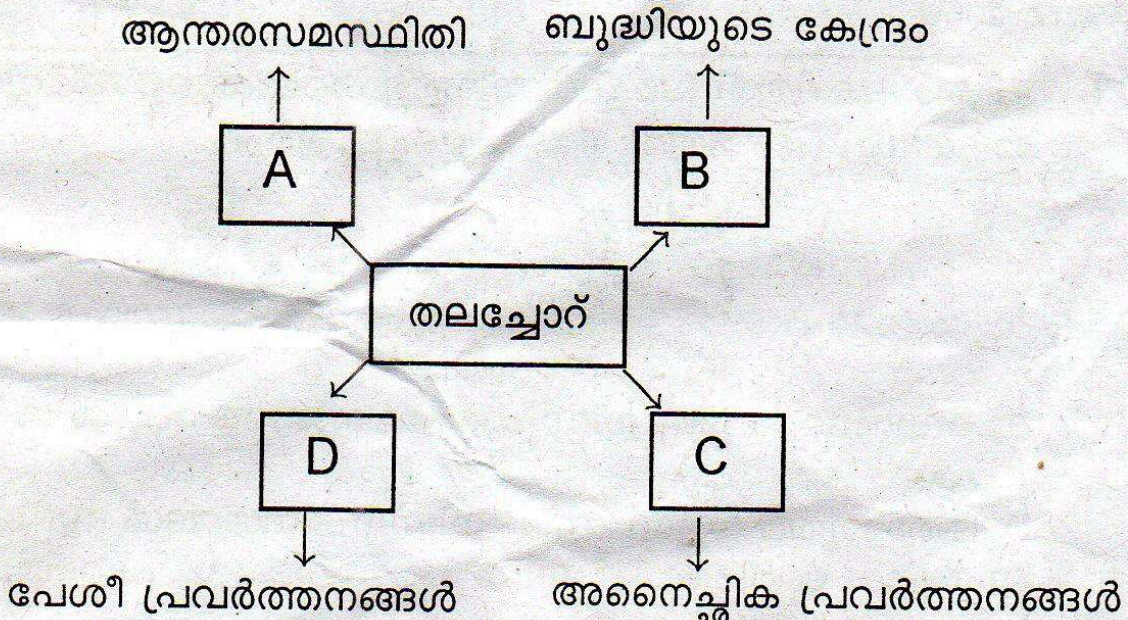 ആന്തരസമസ്ഥിതി
ബുദ്ധിയുടെ കേന്ദ്രം
A
B
തലച്ചോറ്
D
C
പേശീ പ്രവർത്തനങ്ങൾ
അനൈച്ഛിക പ്രവർത്തനങ്ങൾ